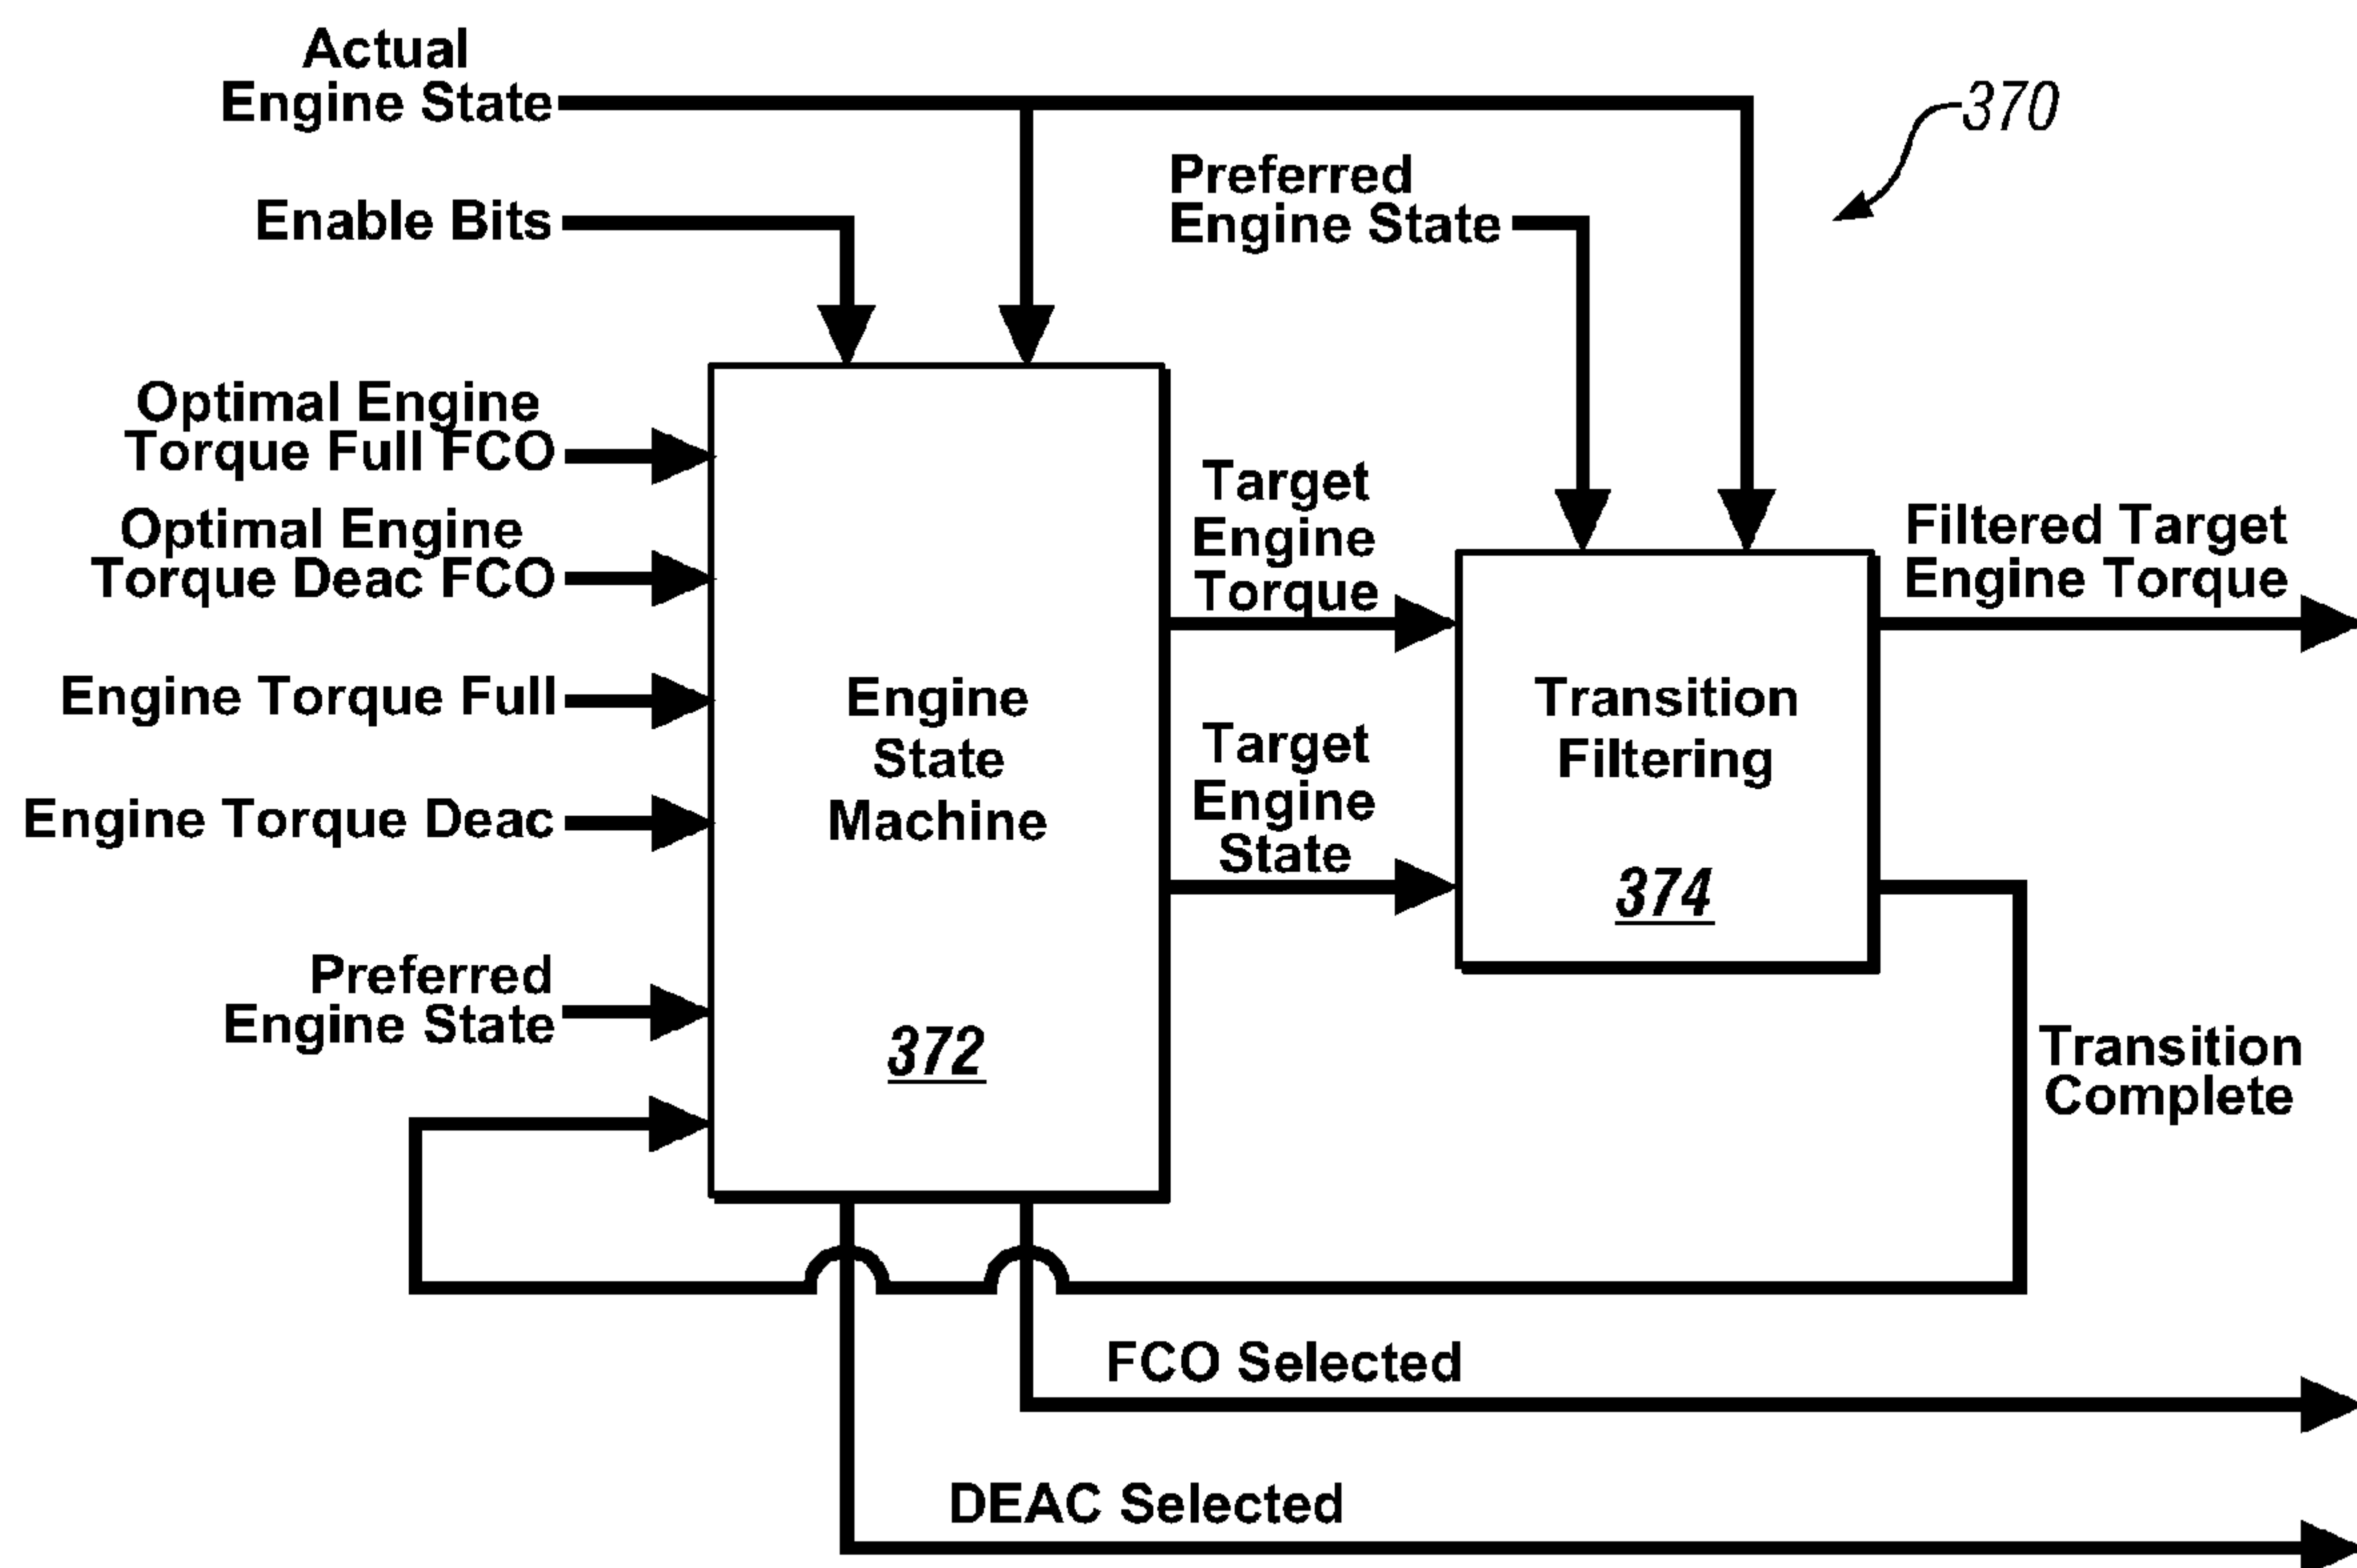 Actual
Engine State
370
Preferred
Engine State
Enable Bits
Optimal Engine
Torque Full FCO
Optimal Engine
Torque Deac FCO
Engine Torque Full
Engine Torque Deac
Preferred
Engine State
Engine
State
Machine
372
Target
Engine
Torque
Target
Engine
State
Transition
Filtering
374
Filtered Target
Engine Torque
Transition
Complete
FCO Selected
DEAC Selected